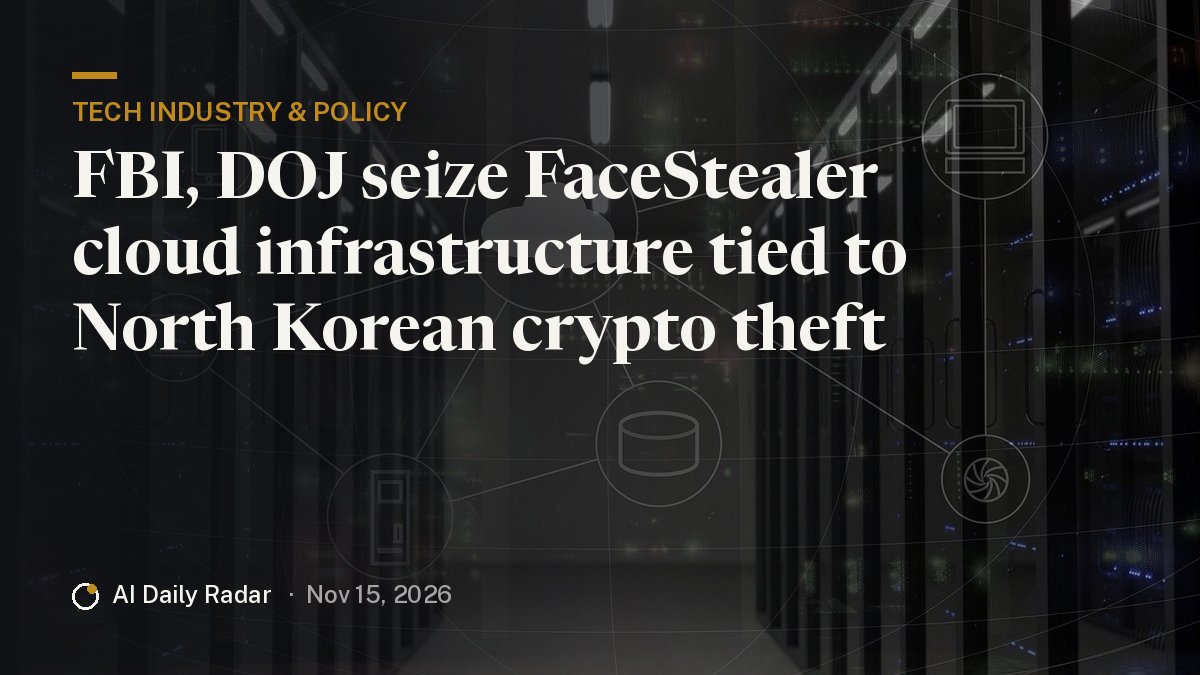 TECH INDUSTRY & POLICY
FBI, DOJ seize FaceStealer
cloud infrastructure tied to
North Korean crypto theft
AI Daily Radar · Nov 15, 2026